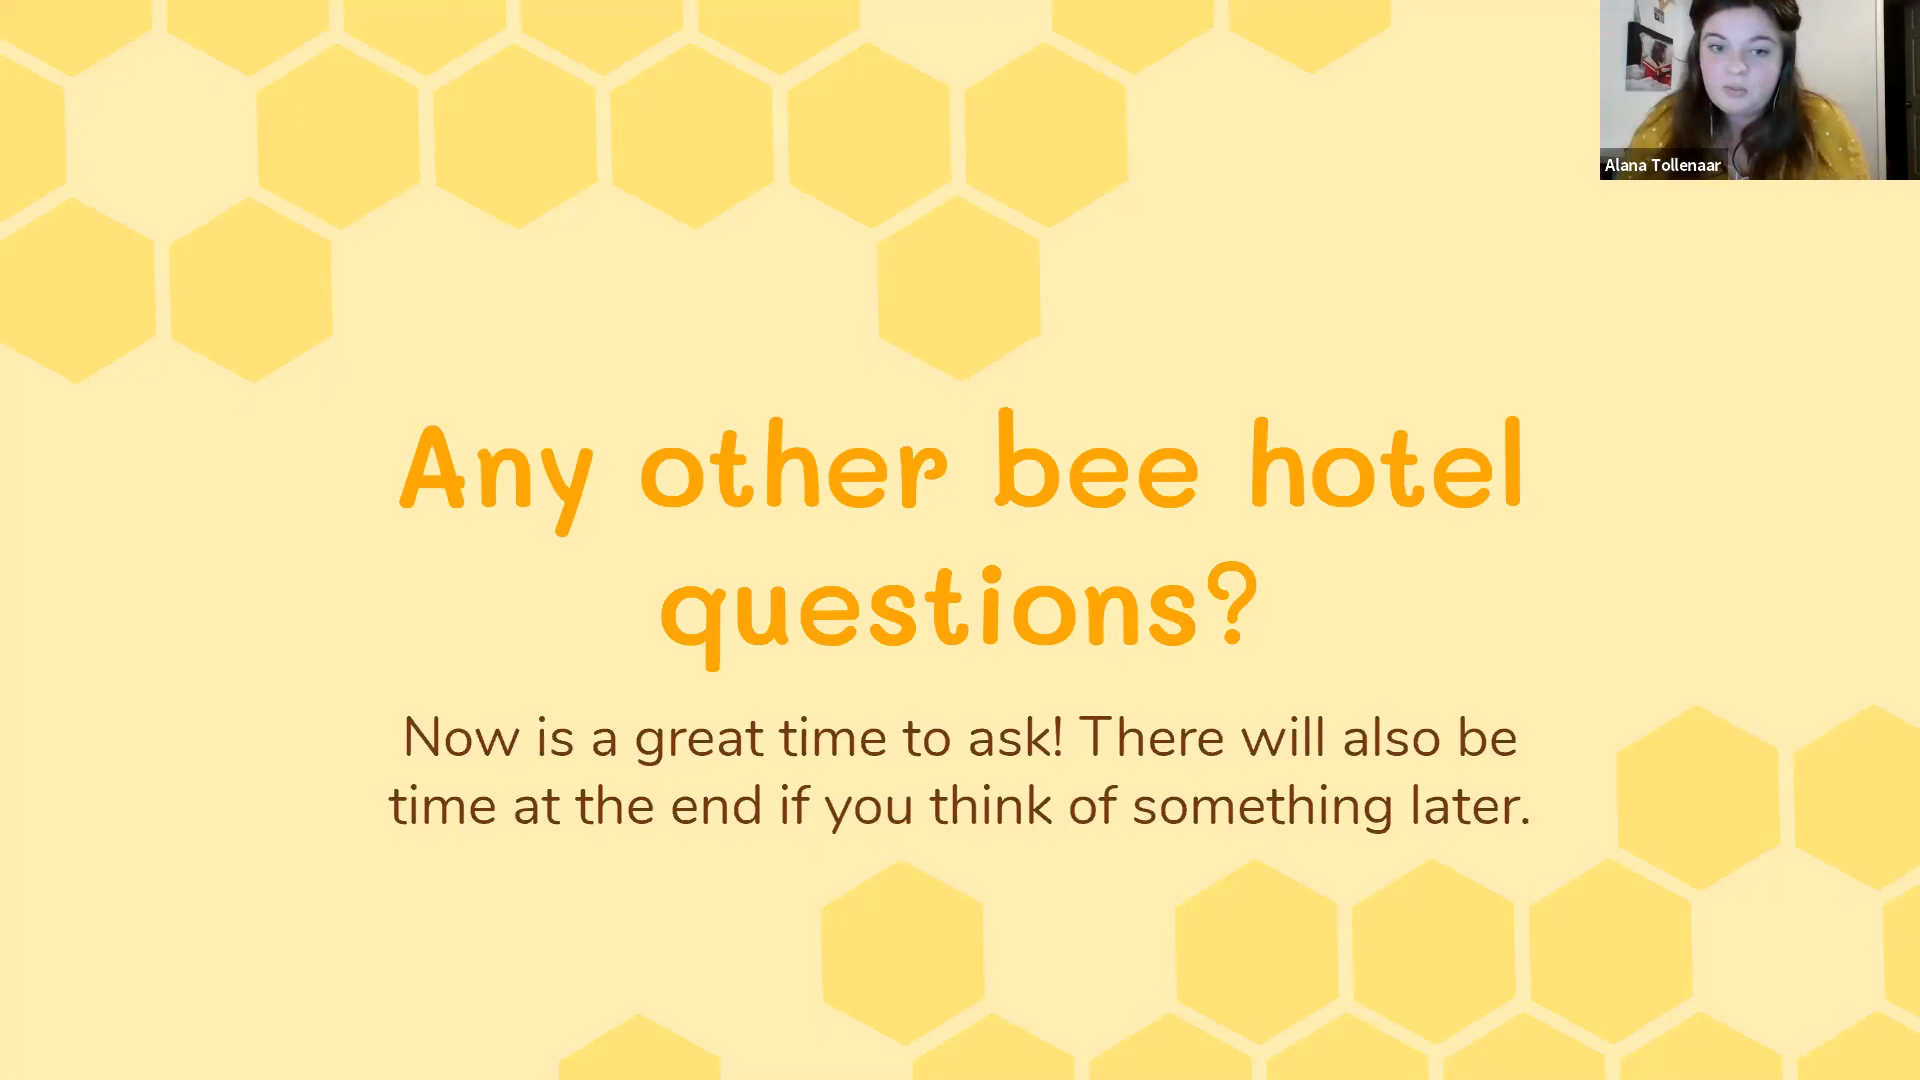 Alana Tollenaar
Any other bee hotel
questions?
Now is a great time to ask! There will also be
time at the end if you think of something later.